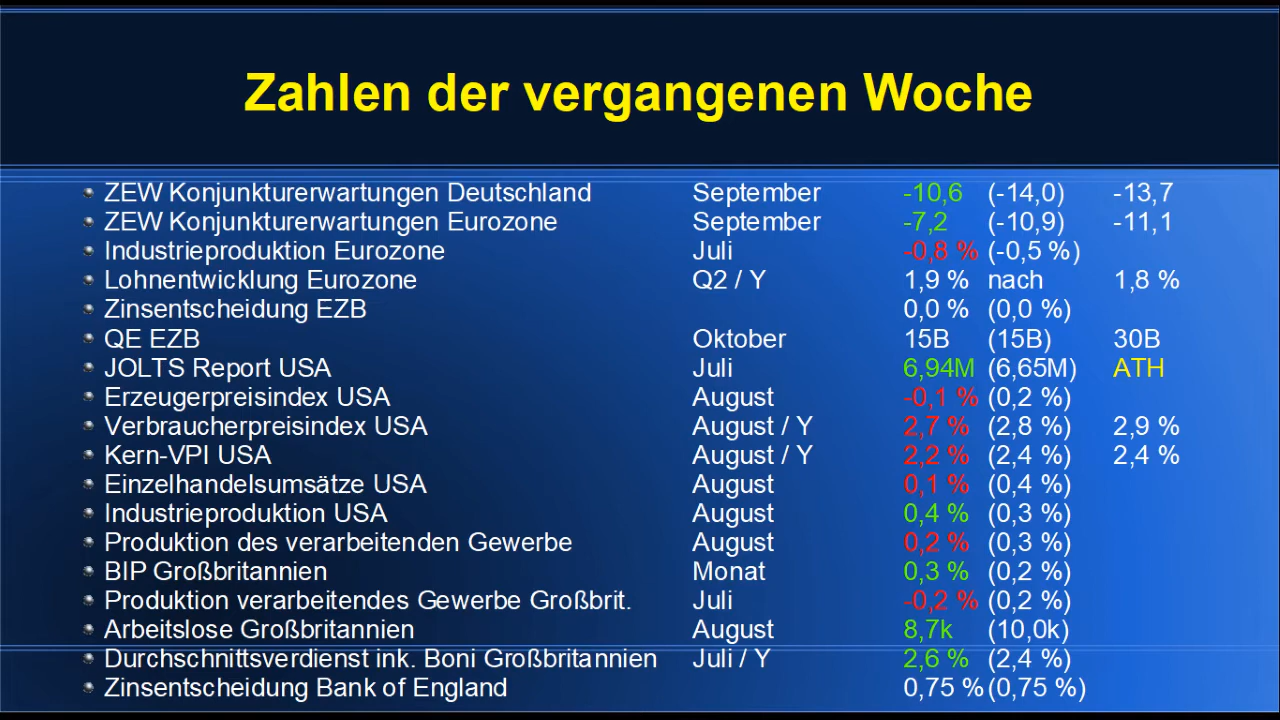 Zahlen der vergangenen Woche
ZEW Konjunkturerwartungen Deutschland September -10,6 (-14,0) -13,7
ZEW Konjunkturerwartungen Eurozone September -7,2 (-10,9) -11,1
Industrieproduktion Eurozone Juli -0,8 % (-0,5 %)
Lohnentwicklung Eurozone Q2 / Y 1,9 % nach 1,8 %
Zinsentscheidung EZB 0,0 % (0,0 %)
QE EZB Oktober 15B (15B) 30B
JOLTS Report USA Juli 6,94M (6,65M) ATH
Erzeugerpreisindex USA August -0,1 % (0,2 %)
Verbraucherpreisindex USA August / Y 2,7 % (2,8 %) 2,9 %
Kern-VPI USA August / Y 2,2 % (2,4 %) 2,4 %
Einzelhandelsumsätze USA August 0,1 % (0,4 %)
Industrieproduktion USA August 0,4 % (0,3 %)
Produktion des verarbeitenden Gewerbe August 0,2 % (0,3 %)
BIP Großbritannien Monat 0,3 % (0,2 %)
Produktion verarbeitendes Gewerbe Großbrit. Juli -0,2 % (0,2 %)
Arbeitslose Großbritannien August 8,7k (10,0k)
Durchschnittsverdienst ink. Boni Großbritannien Juli / Y 2,6 % (2,4 %)
Zinsentscheidung Bank of England 0,75 % (0,75 %)